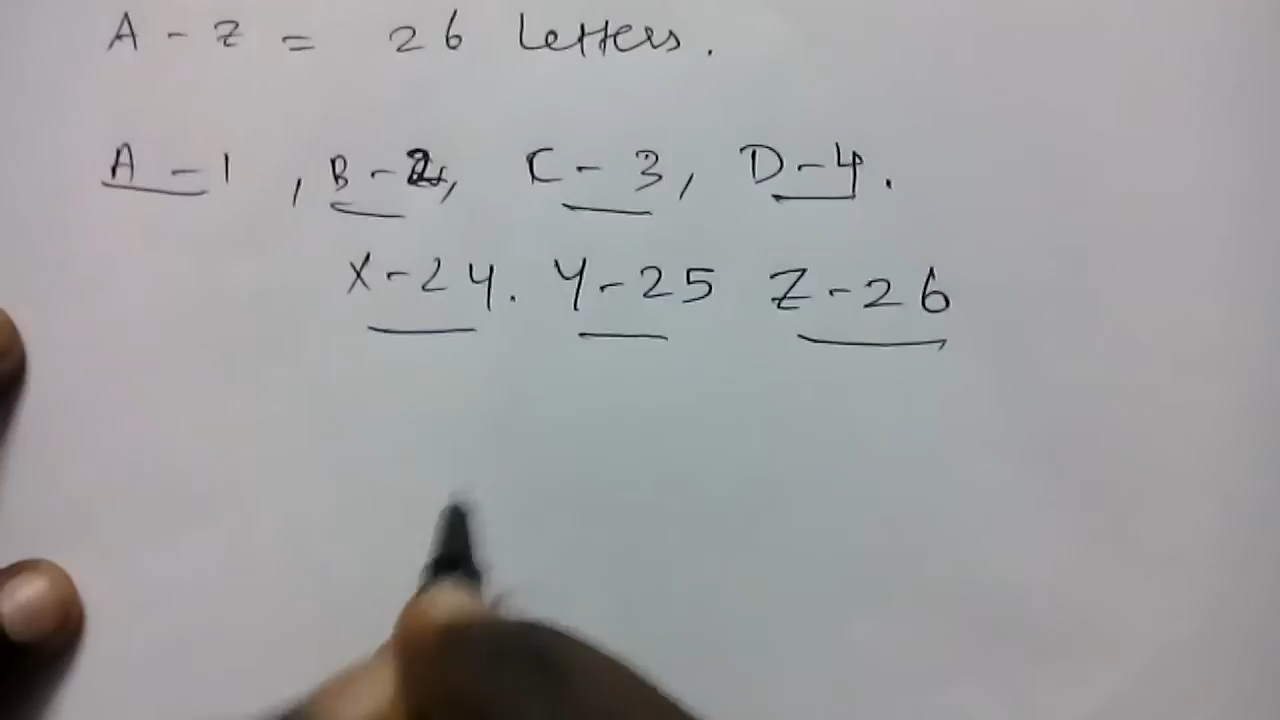 A - Z = 26 Letters.
A - 1, B - 2, C - 3, D - 4.
X - 24. Y - 25 Z - 26